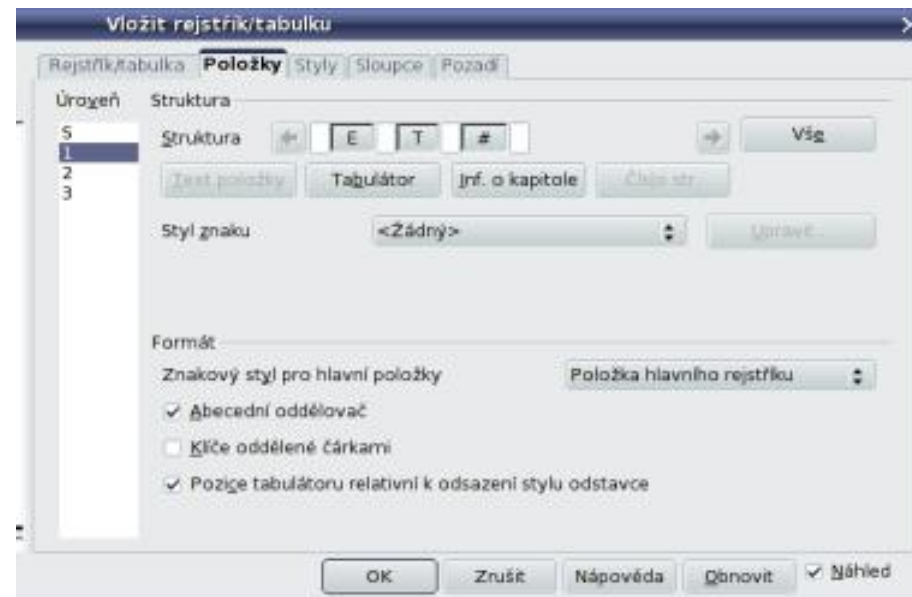 Vložit rejstřík/tabulku
Rejstřík/tabulka Položky Styly Sloupce Pozadí
Úroveň Struktura
S
1
2
3
Struktura E T # Vše
Text položky Tabulátor Inf. o kapitole Číslo str.
Styl znaku <Žádný> Upravit...
Formát
Znakový styl pro hlavní položky Položka hlavního rejstříku
Abecední oddělovač
Klíče oddělené čárkami
Pozice tabulátoru relativní k odsazení stylu odstavce
OK Zrušit Nápověda Obnovit Náhled